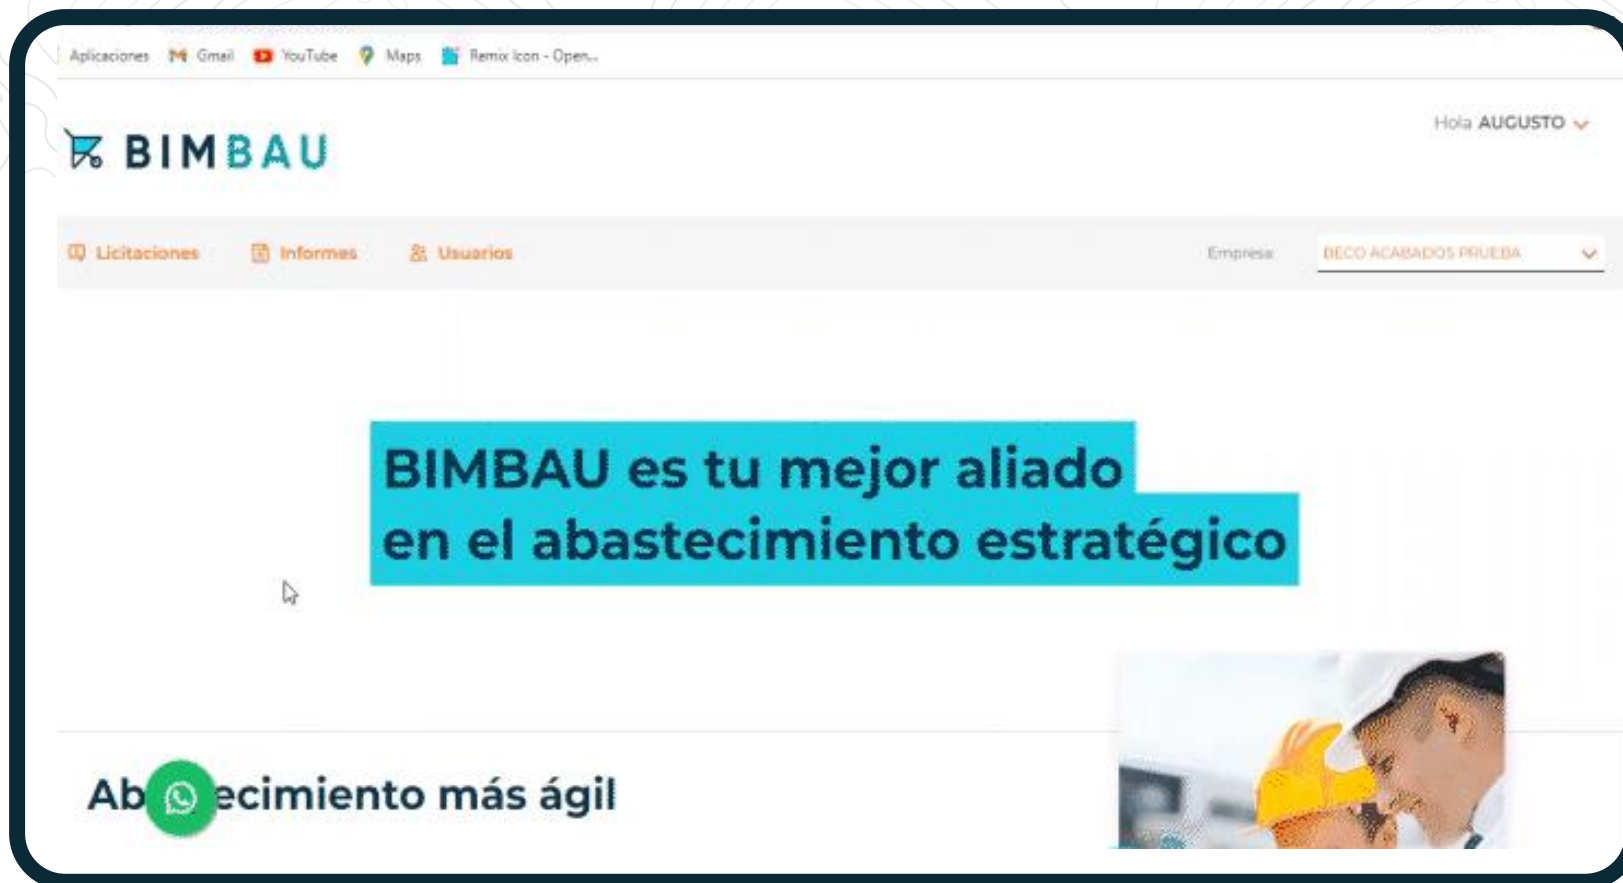 Aplicaciones Gmail YouTube Maps Remix Icon - Open...
BIMBAU
Hola AUGUSTO
Licitaciones Informes Usuarios Empresa: BECO ACABADOS PRUEBA
BIMBAU es tu mejor aliado
en el abastecimiento estratégico
Ab ecimiento más ágil